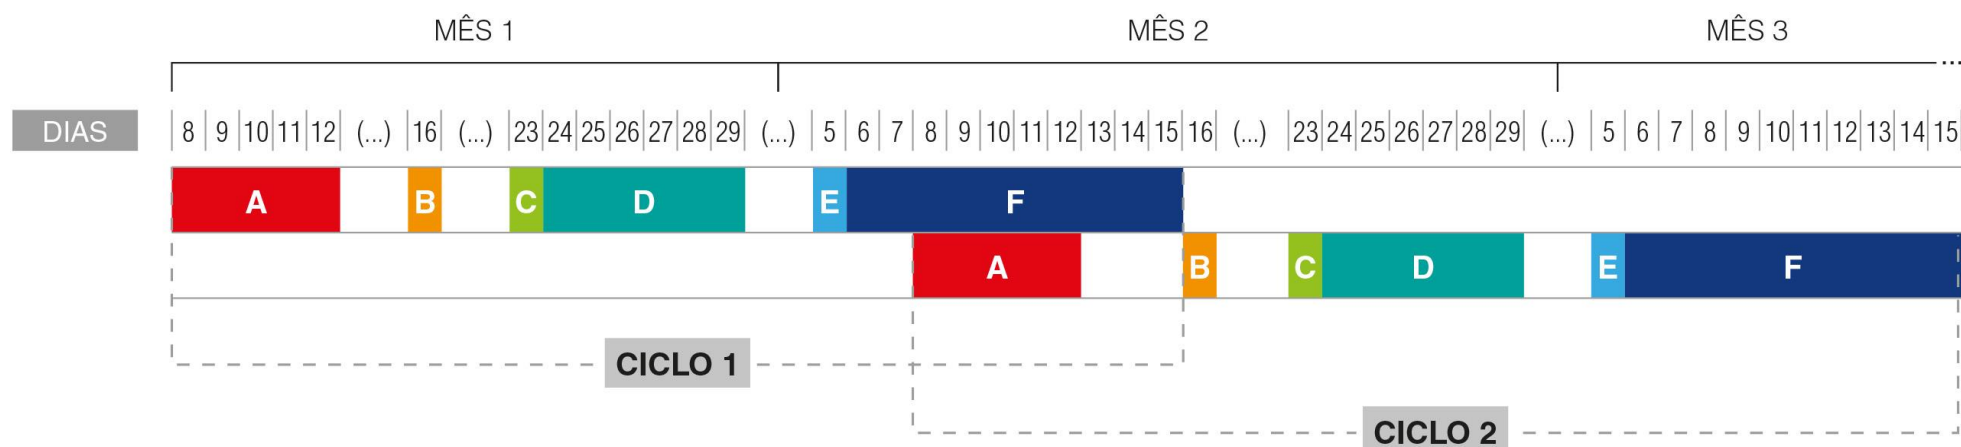 MÊS 1 MÊS 2 MÊS 3
...
DIAS 8 9 10 11 12 (...) 16 (...) 23 24 25 26 27 28 29 (...) 5 6 7 8 9 10 11 12 13 14 15 16 (...) 23 24 25 26 27 28 29 (...) 5 6 7 8 9 10 11 12 13 14 15
A B C D E F
A B C D E F
CICLO 1
CICLO 2